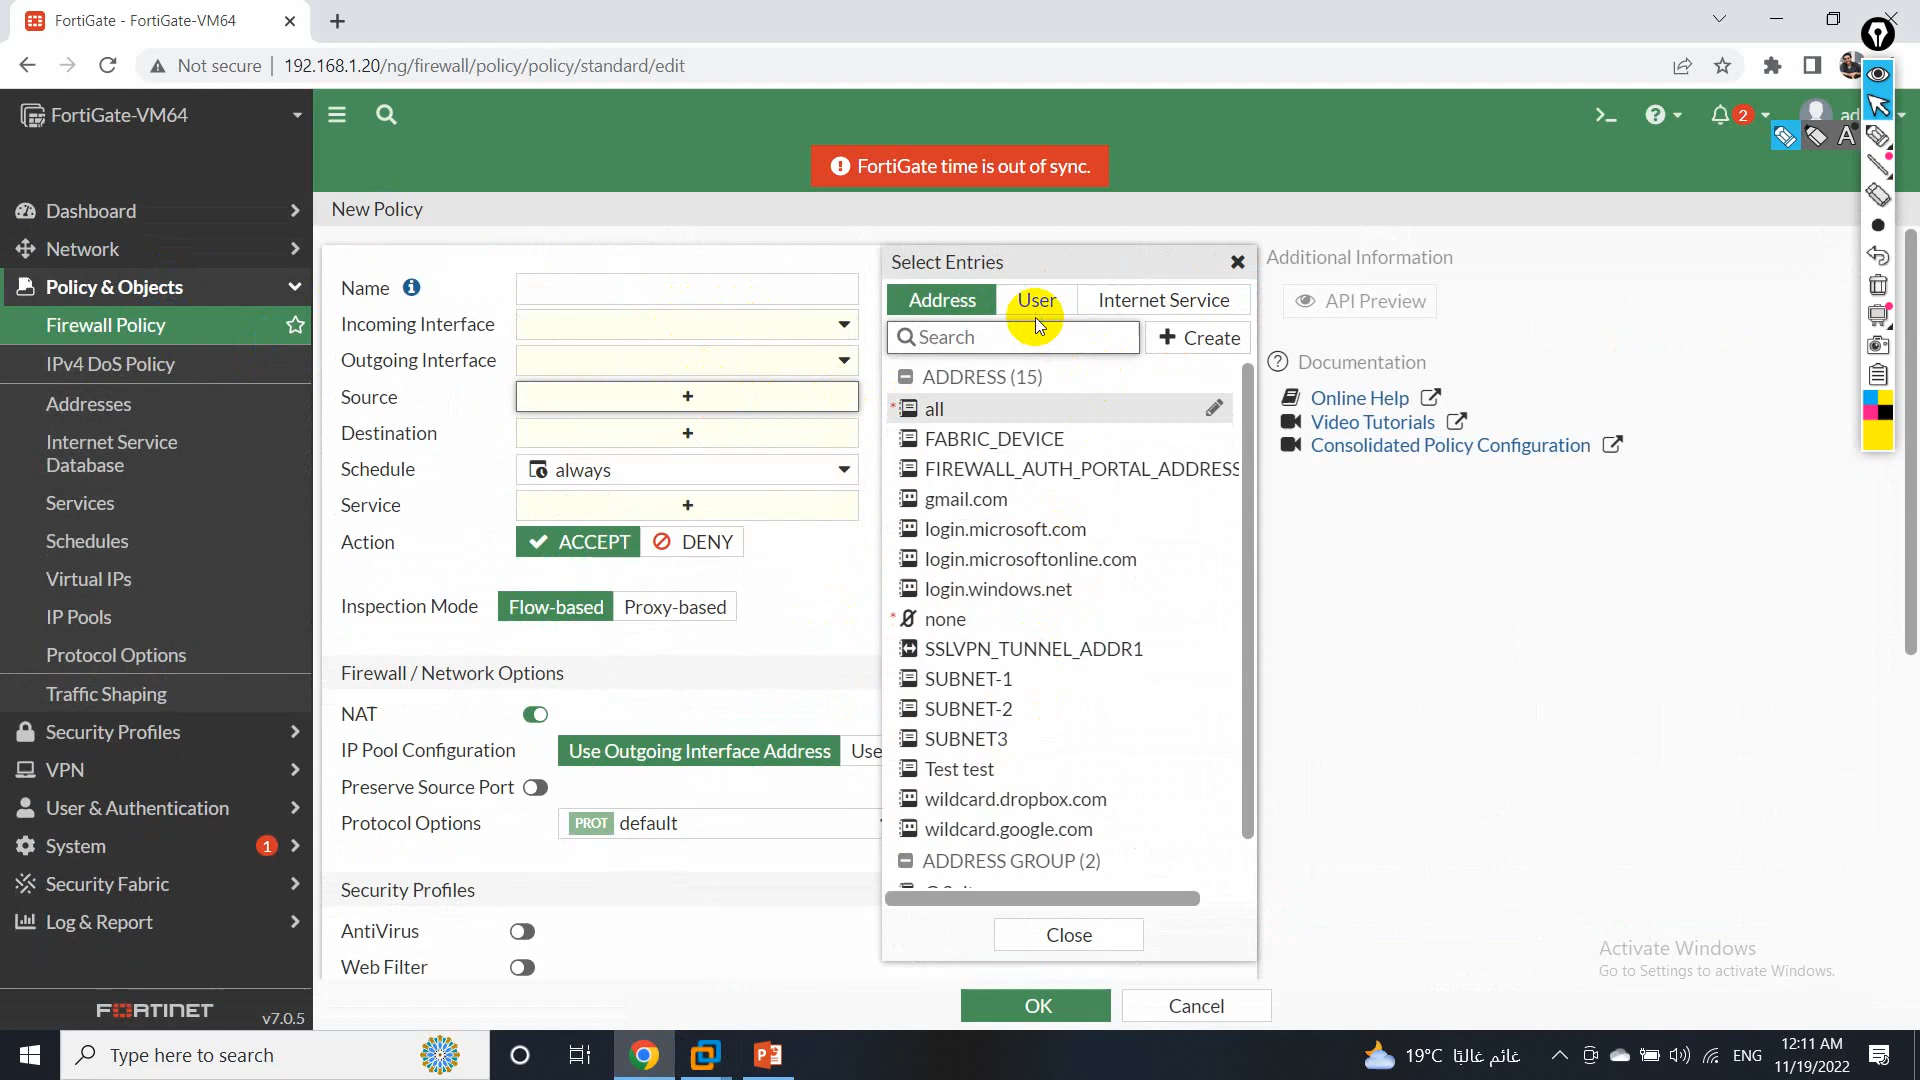 FortiGate - FortiGate-VM64
Not secure
192.168.1.20/ng/firewall/policy/policy/standard/edit
FortiGate-VM64
2
FortiGate time is out of sync.
Dashboard
Network
Policy & Objects
Firewall Policy
IPv4 DoS Policy
Addresses
Internet Service
Database
Services
Schedules
Virtual IPs
IP Pools
Protocol Options
Traffic Shaping
Security Profiles
VPN
User & Authentication
System 1
Security Fabric
Log & Report
FORTINET v7.0.5
New Policy
Name
Incoming Interface
Outgoing Interface
Source +
Destination +
Schedule always
Service +
Action ACCEPT DENY
Inspection Mode Flow-based Proxy-based
Firewall / Network Options
NAT
IP Pool Configuration Use Outgoing Interface Address Use
Preserve Source Port
Protocol Options PROT default
Security Profiles
AntiVirus
Web Filter
Select Entries
Address User Internet Service
Search + Create
ADDRESS (15)
all
FABRIC_DEVICE
FIREWALL_AUTH_PORTAL_ADDRESS
gmail.com
login.microsoft.com
login.microsoftonline.com
login.windows.net
none
SSLVPN_TUNNEL_ADDR1
SUBNET-1
SUBNET-2
SUBNET3
Test test
wildcard.dropbox.com
wildcard.google.com
ADDRESS GROUP (2)
Close
OK Cancel
Additional Information
API Preview
Documentation
Online Help
Video Tutorials
Consolidated Policy Configuration
A
Activate Windows
Go to Settings to activate Windows.
Type here to search
19°C غائم غالبًا
ENG
12:11 AM
11/19/2022